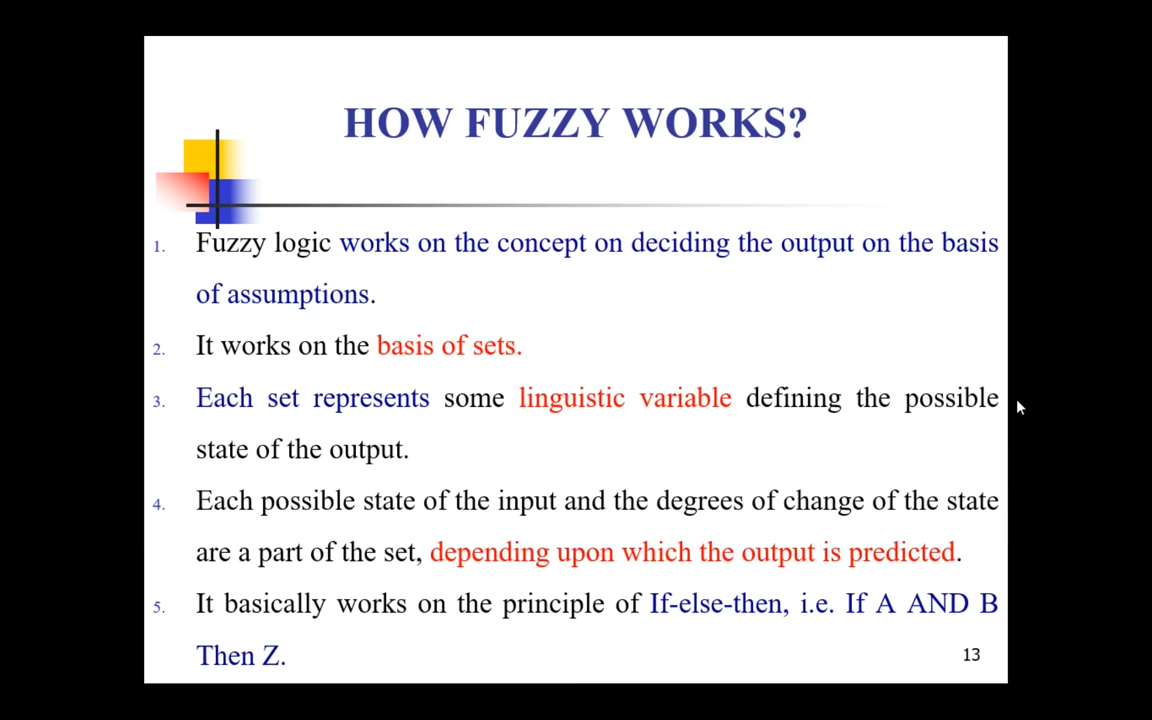 HOW FUZZY WORKS?
1. Fuzzy logic works on the concept on deciding the output on the basis
of assumptions.
2. It works on the basis of sets.
3. Each set represents some linguistic variable defining the possible
state of the output.
4. Each possible state of the input and the degrees of change of the state
are a part of the set, depending upon which the output is predicted.
5. It basically works on the principle of If-else-then, i.e. If A AND B
Then Z.
13